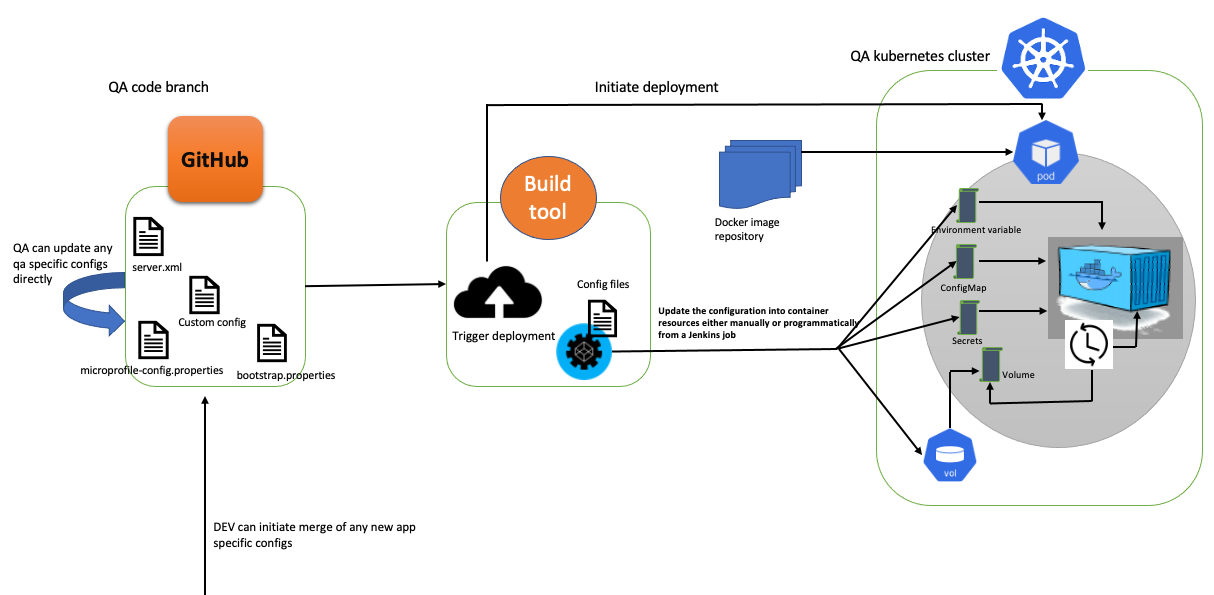 QA kubernetes cluster
QA code branch
Initiate deployment
GitHub
Build
tool
pod
Docker image
repository
Environment variable
QA can update any
qa specific configs
directly
server.xml
Custom config
microprofile-config.properties
bootstrap.properties
Config files
Trigger deployment
Update the configuration into container
resources either manually or programmatically
from a Jenkins job
ConfigMap
Secrets
Volume
vol
DEV can initiate merge of any new app
specific configs